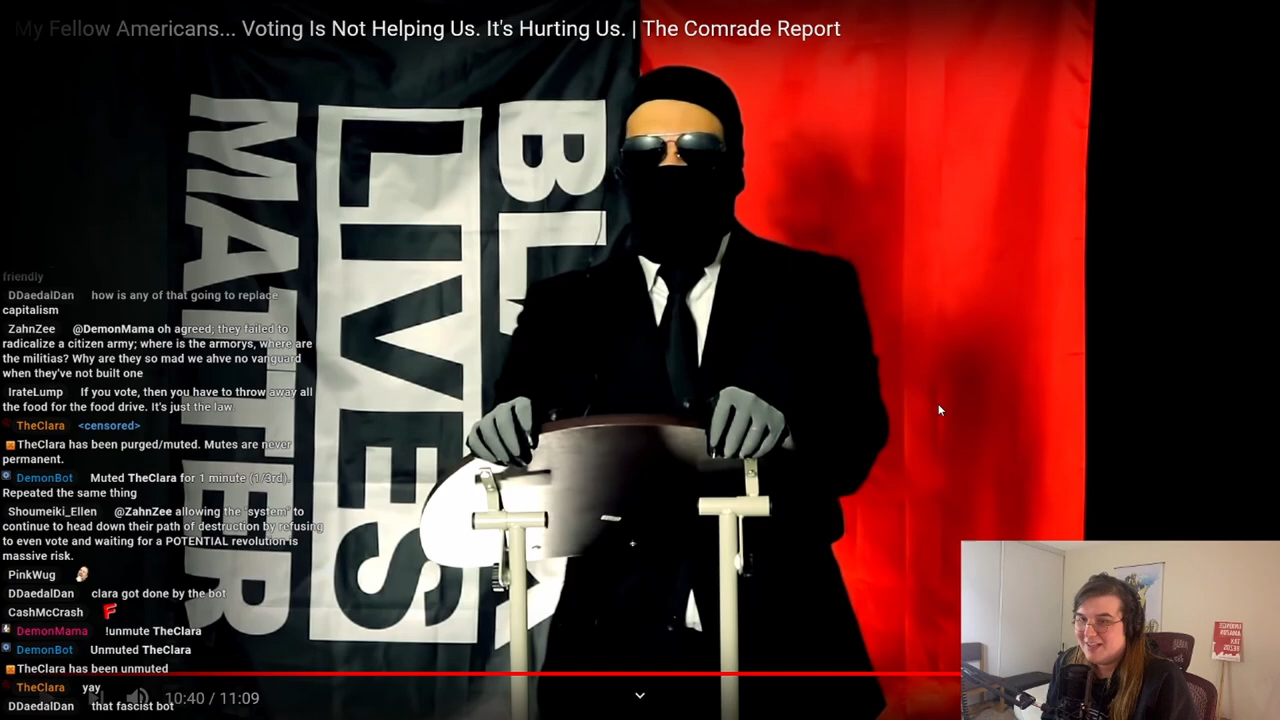 My Fellow Americans... Voting Is Not Helping Us. It's Hurting Us. | The Comrade Report
BL
LIVES
MATTER
friendly
DDaedalDan how is any of that going to replace
capitalism
ZahnZee @DemonMama oh agreed; they failed to
radicalize a citizen army; where is the armorys, where are
the militias? Why are they so mad we ahve no vanguard
when they've not built one
IrateLump If you vote, then you have to throw away all
the food for the food drive. It's just the law.
TheClara <censored>
TheClara has been purged/muted. Mutes are never
permanent.
DemonBot Muted TheClara for 1 minute (1/3rd).
Repeated the same thing
Shoumeiki_Ellen @ZahnZee allowing the "system" to
continue to head down their path of destruction by refusing
to even vote and waiting for a POTENTIAL revolution is
massive risk.
PinkWug
DDaedalDan clara got done by the bot
CashMcCrash F
DemonMama !unmute TheClara
DemonBot Unmuted TheClara
TheClara has been unmuted
TheClara yay
DDaedalDan that fascist bot
10:40 / 11:09
AMAZON
TAX
BEZOS